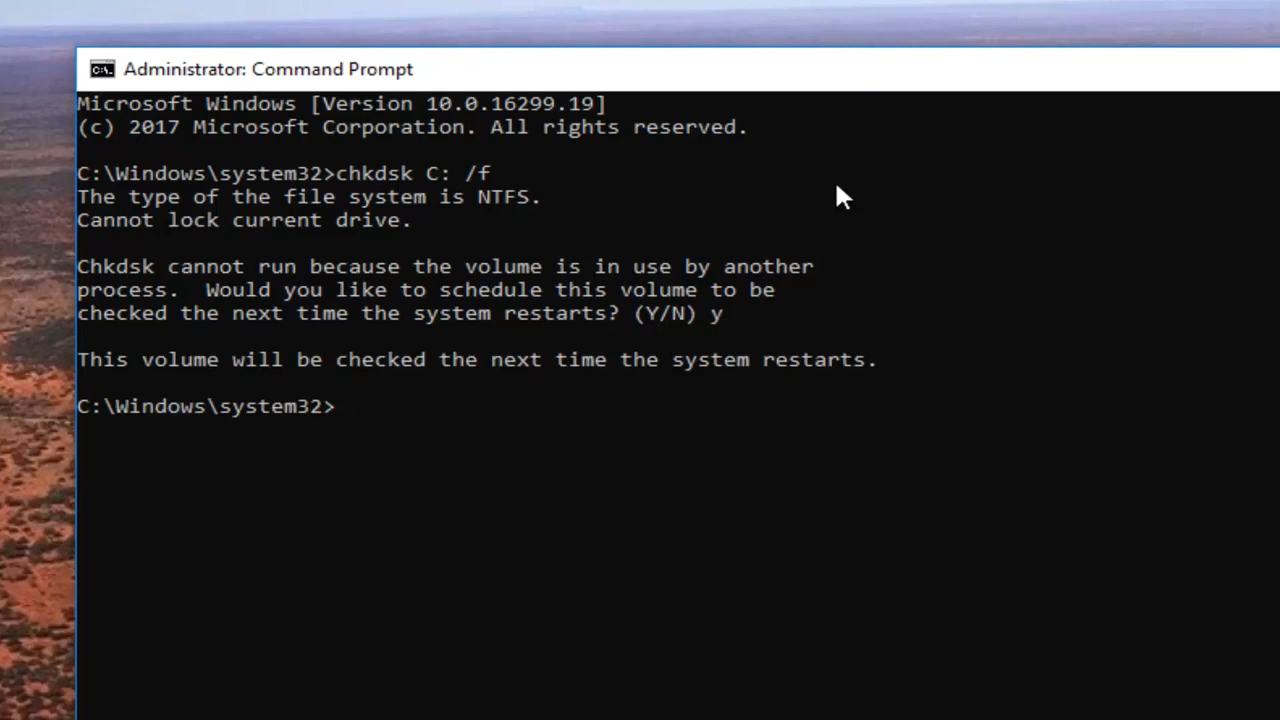 Administrator: Command Prompt
Microsoft Windows [Version 10.0.16299.19]
(c) 2017 Microsoft Corporation. All rights reserved.
C:\Windows\system32>chkdsk C: /f
The type of the file system is NTFS.
Cannot lock current drive.
Chkdsk cannot run because the volume is in use by another
process.  Would you like to schedule this volume to be
checked the next time the system restarts? (Y/N) y
This volume will be checked the next time the system restarts.
C:\Windows\system32>